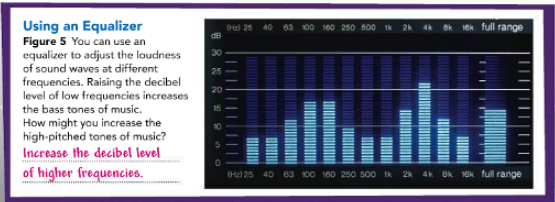 Using an Equalizer
Figure 5 You can use an
equalizer to adjust the loudness
of sound waves at different
frequencies. Raising the decibel
level of low frequencies increases
the bass tones of music.
How might you increase the
high-pitched tones of music?
Increase the decibel level
of higher frequencies.
(Hz) 25 40 63 100 160 250 500 1k 2k 4k 8k 16k full range
dB
30
25
20
15
10
5
0
(Hz) 25 40 63 100 160 250 500 1k 2k 4k 8k 16k full range